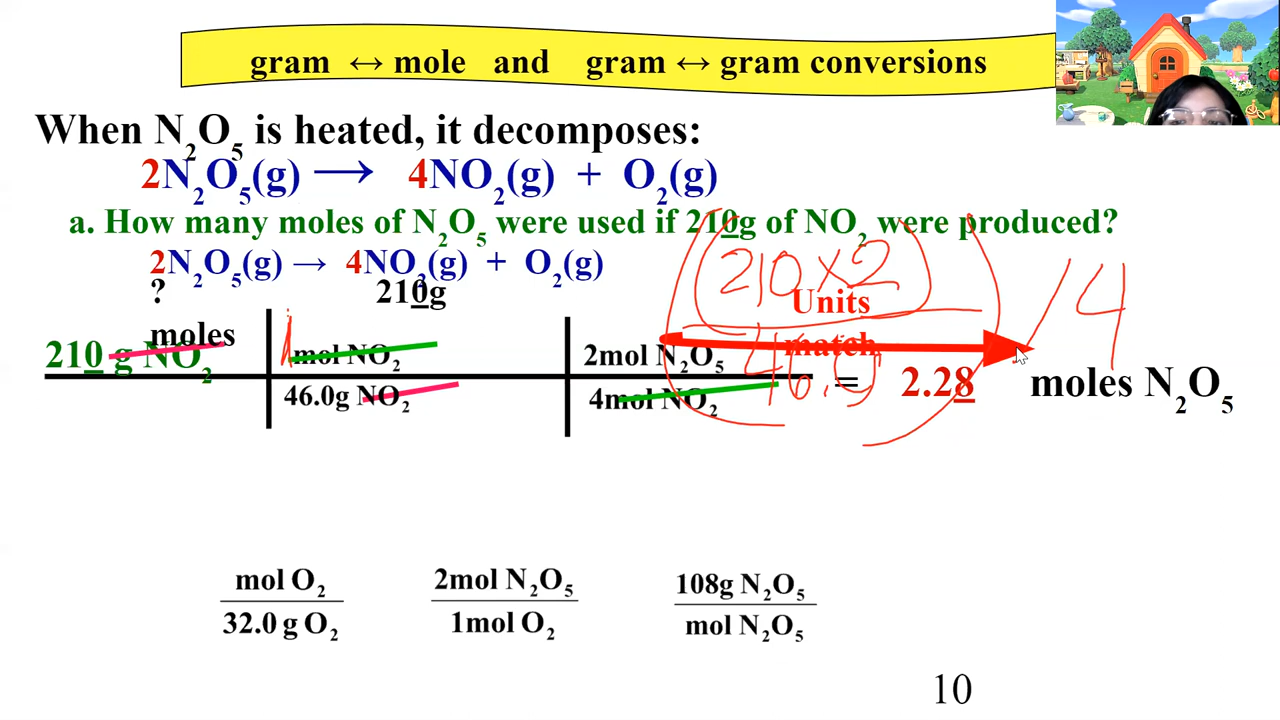 gram ↔ mole and gram ↔ gram conversions
When N₂O₅ is heated, it decomposes:
2N₂O₅(g) → 4NO₂(g) + O₂(g)
a. How many moles of N₂O₅ were used if 210g of NO₂ were produced?
2N₂O₅(g) → 4NO₂(g) + O₂(g)
? moles
210g
(210×2)
46.0
/4
Units match
210 g NO₂
1 mol NO₂
46.0g NO₂
2mol N₂O₅
4mol NO₂
= 2.28 moles N₂O₅
mol O₂
32.0 g O₂
2mol N₂O₅
1mol O₂
108g N₂O₅
mol N₂O₅
10